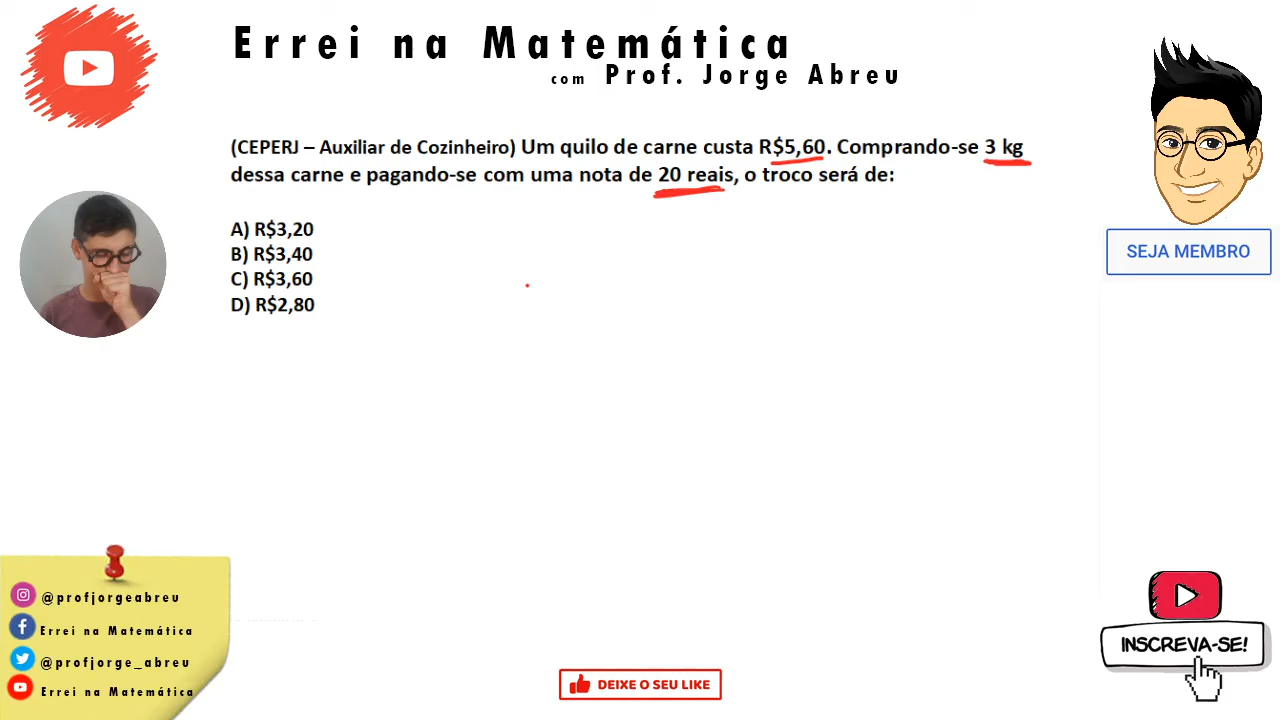 Errei na Matemática
com Prof. Jorge Abreu
(CEPERJ – Auxiliar de Cozinheiro) Um quilo de carne custa R$5,60. Comprando-se 3 kg
dessa carne e pagando-se com uma nota de 20 reais, o troco será de:
A) R$3,20
B) R$3,40
C) R$3,60
D) R$2,80
SEJA MEMBRO
@profjorgeabreu
Errei na Matemática
@profjorge_abreu
Errei na Matemática
DEIXE O SEU LIKE
INSCREVA-SE!